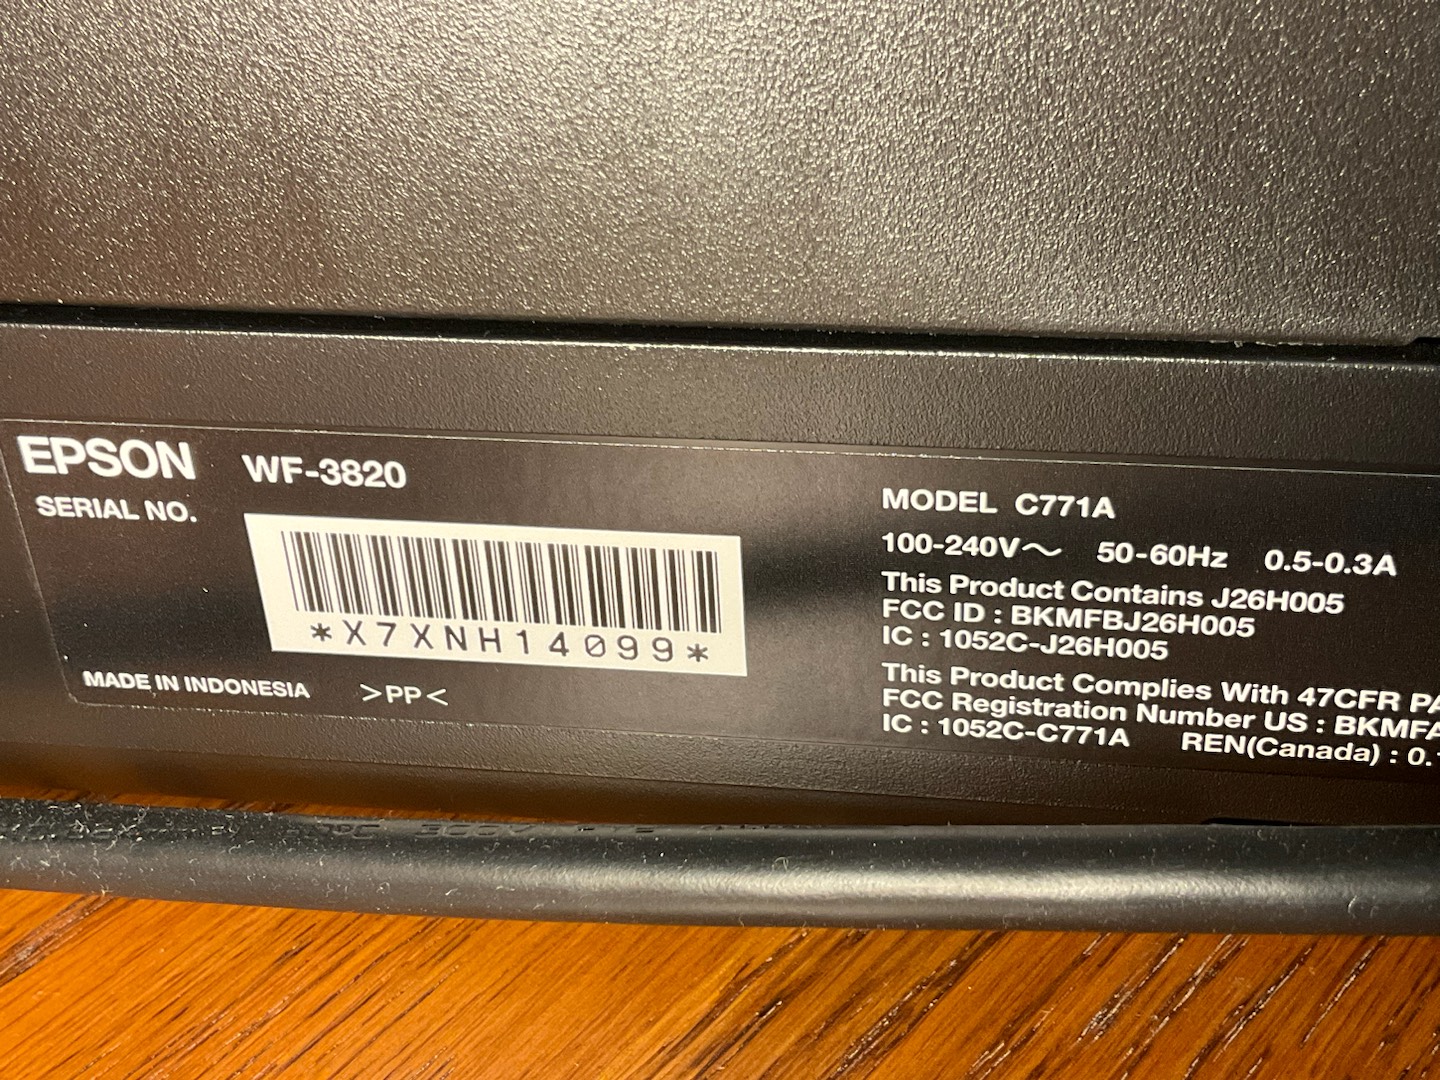 EPSON WF-3820
SERIAL NO.
*X7XNH14099*
MADE IN INDONESIA >PP<
MODEL C771A
100-240V～ 50-60Hz 0.5-0.3A
This Product Contains J26H005
FCC ID : BKMFBJ26H005
IC : 1052C-J26H005
This Product Complies With 47CFR
FCC Registration Number US :
IC : 1052C-C771A REN(Canada) :
300V